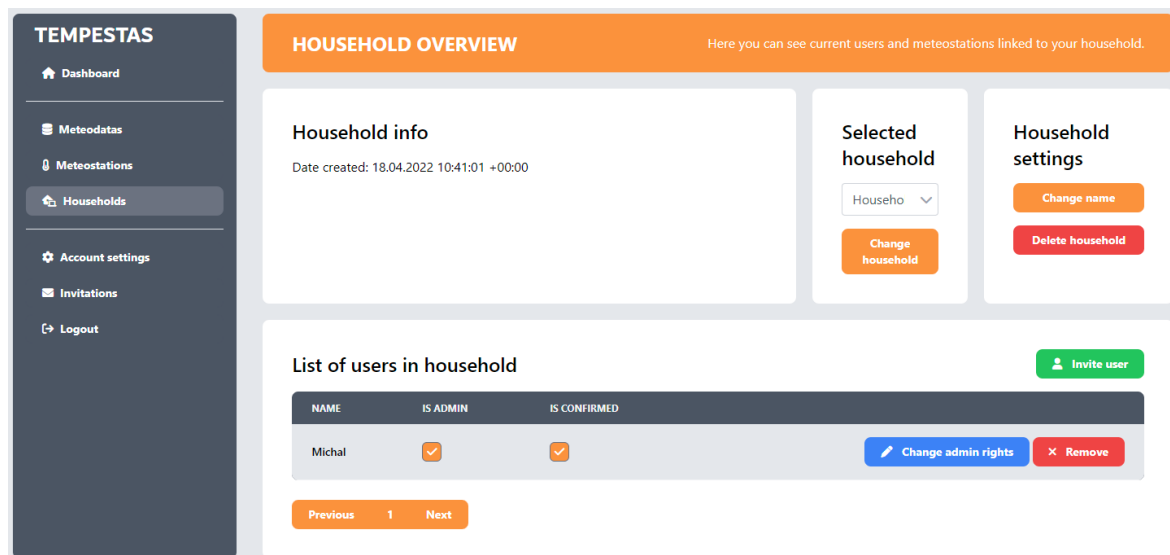 TEMPESTAS
Dashboard
Meteodatas
Meteostations
Households
Account settings
Invitations
Logout
HOUSEHOLD OVERVIEW
Here you can see current users and meteostations linked to your household.
Household info
Date created: 18.04.2022 10:41:01 +00:00
Selected
household
Househo
Change
household
Household
settings
Change name
Delete household
List of users in household
Invite user
NAME IS ADMIN IS CONFIRMED
Michal Change admin rights Remove
Previous 1 Next